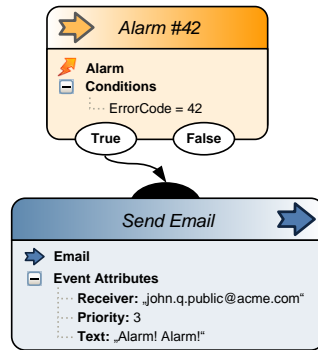 Alarm #42
Alarm
Conditions
ErrorCode = 42
True False
Send Email
Email
Event Attributes
Receiver: „john.q.public@acme.com“
Priority: 3
Text: „Alarm! Alarm!“